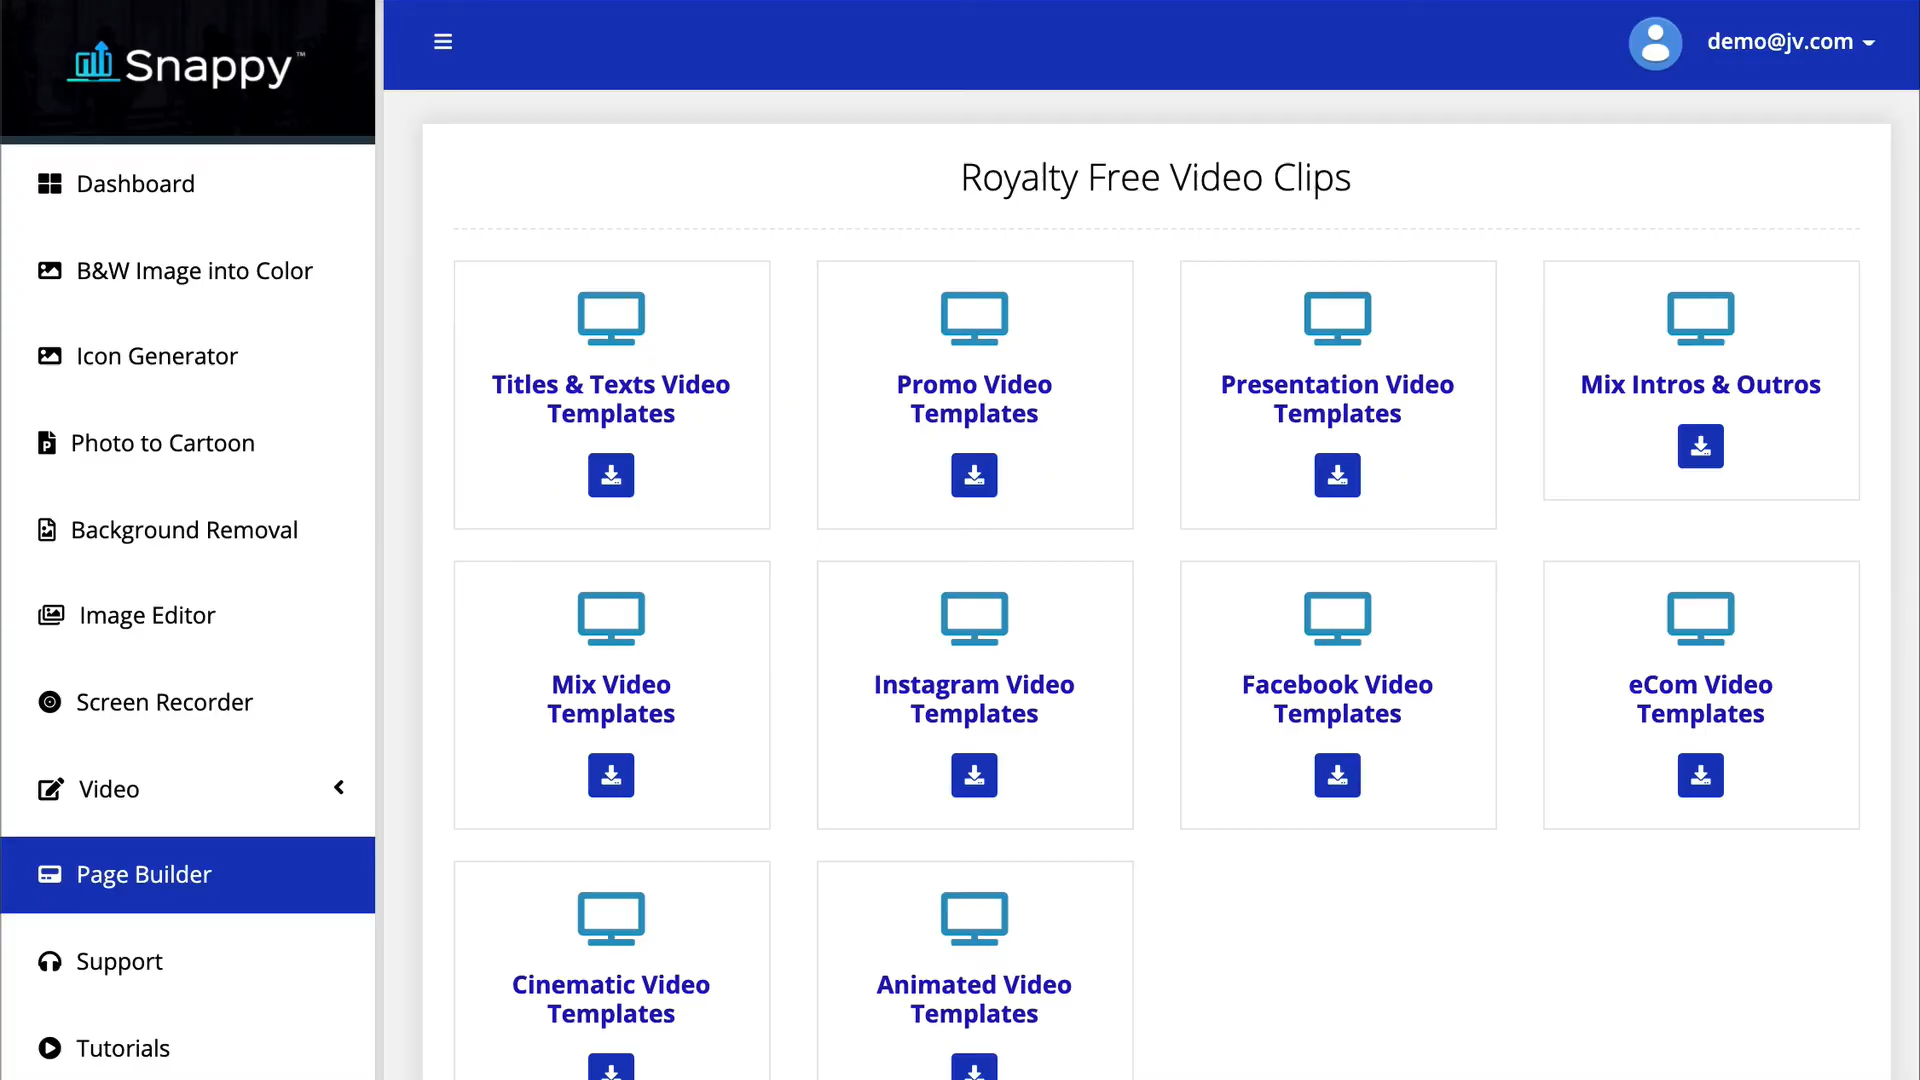 Snappy™
demo@jv.com
Dashboard
B&W Image into Color
Icon Generator
Photo to Cartoon
Background Removal
Image Editor
Screen Recorder
Video
Page Builder
Support
Tutorials
Royalty Free Video Clips
Titles & Texts Video
Templates
Promo Video
Templates
Presentation Video
Templates
Mix Intros & Outros
Mix Video
Templates
Instagram Video
Templates
Facebook Video
Templates
eCom Video
Templates
Cinematic Video
Templates
Animated Video
Templates